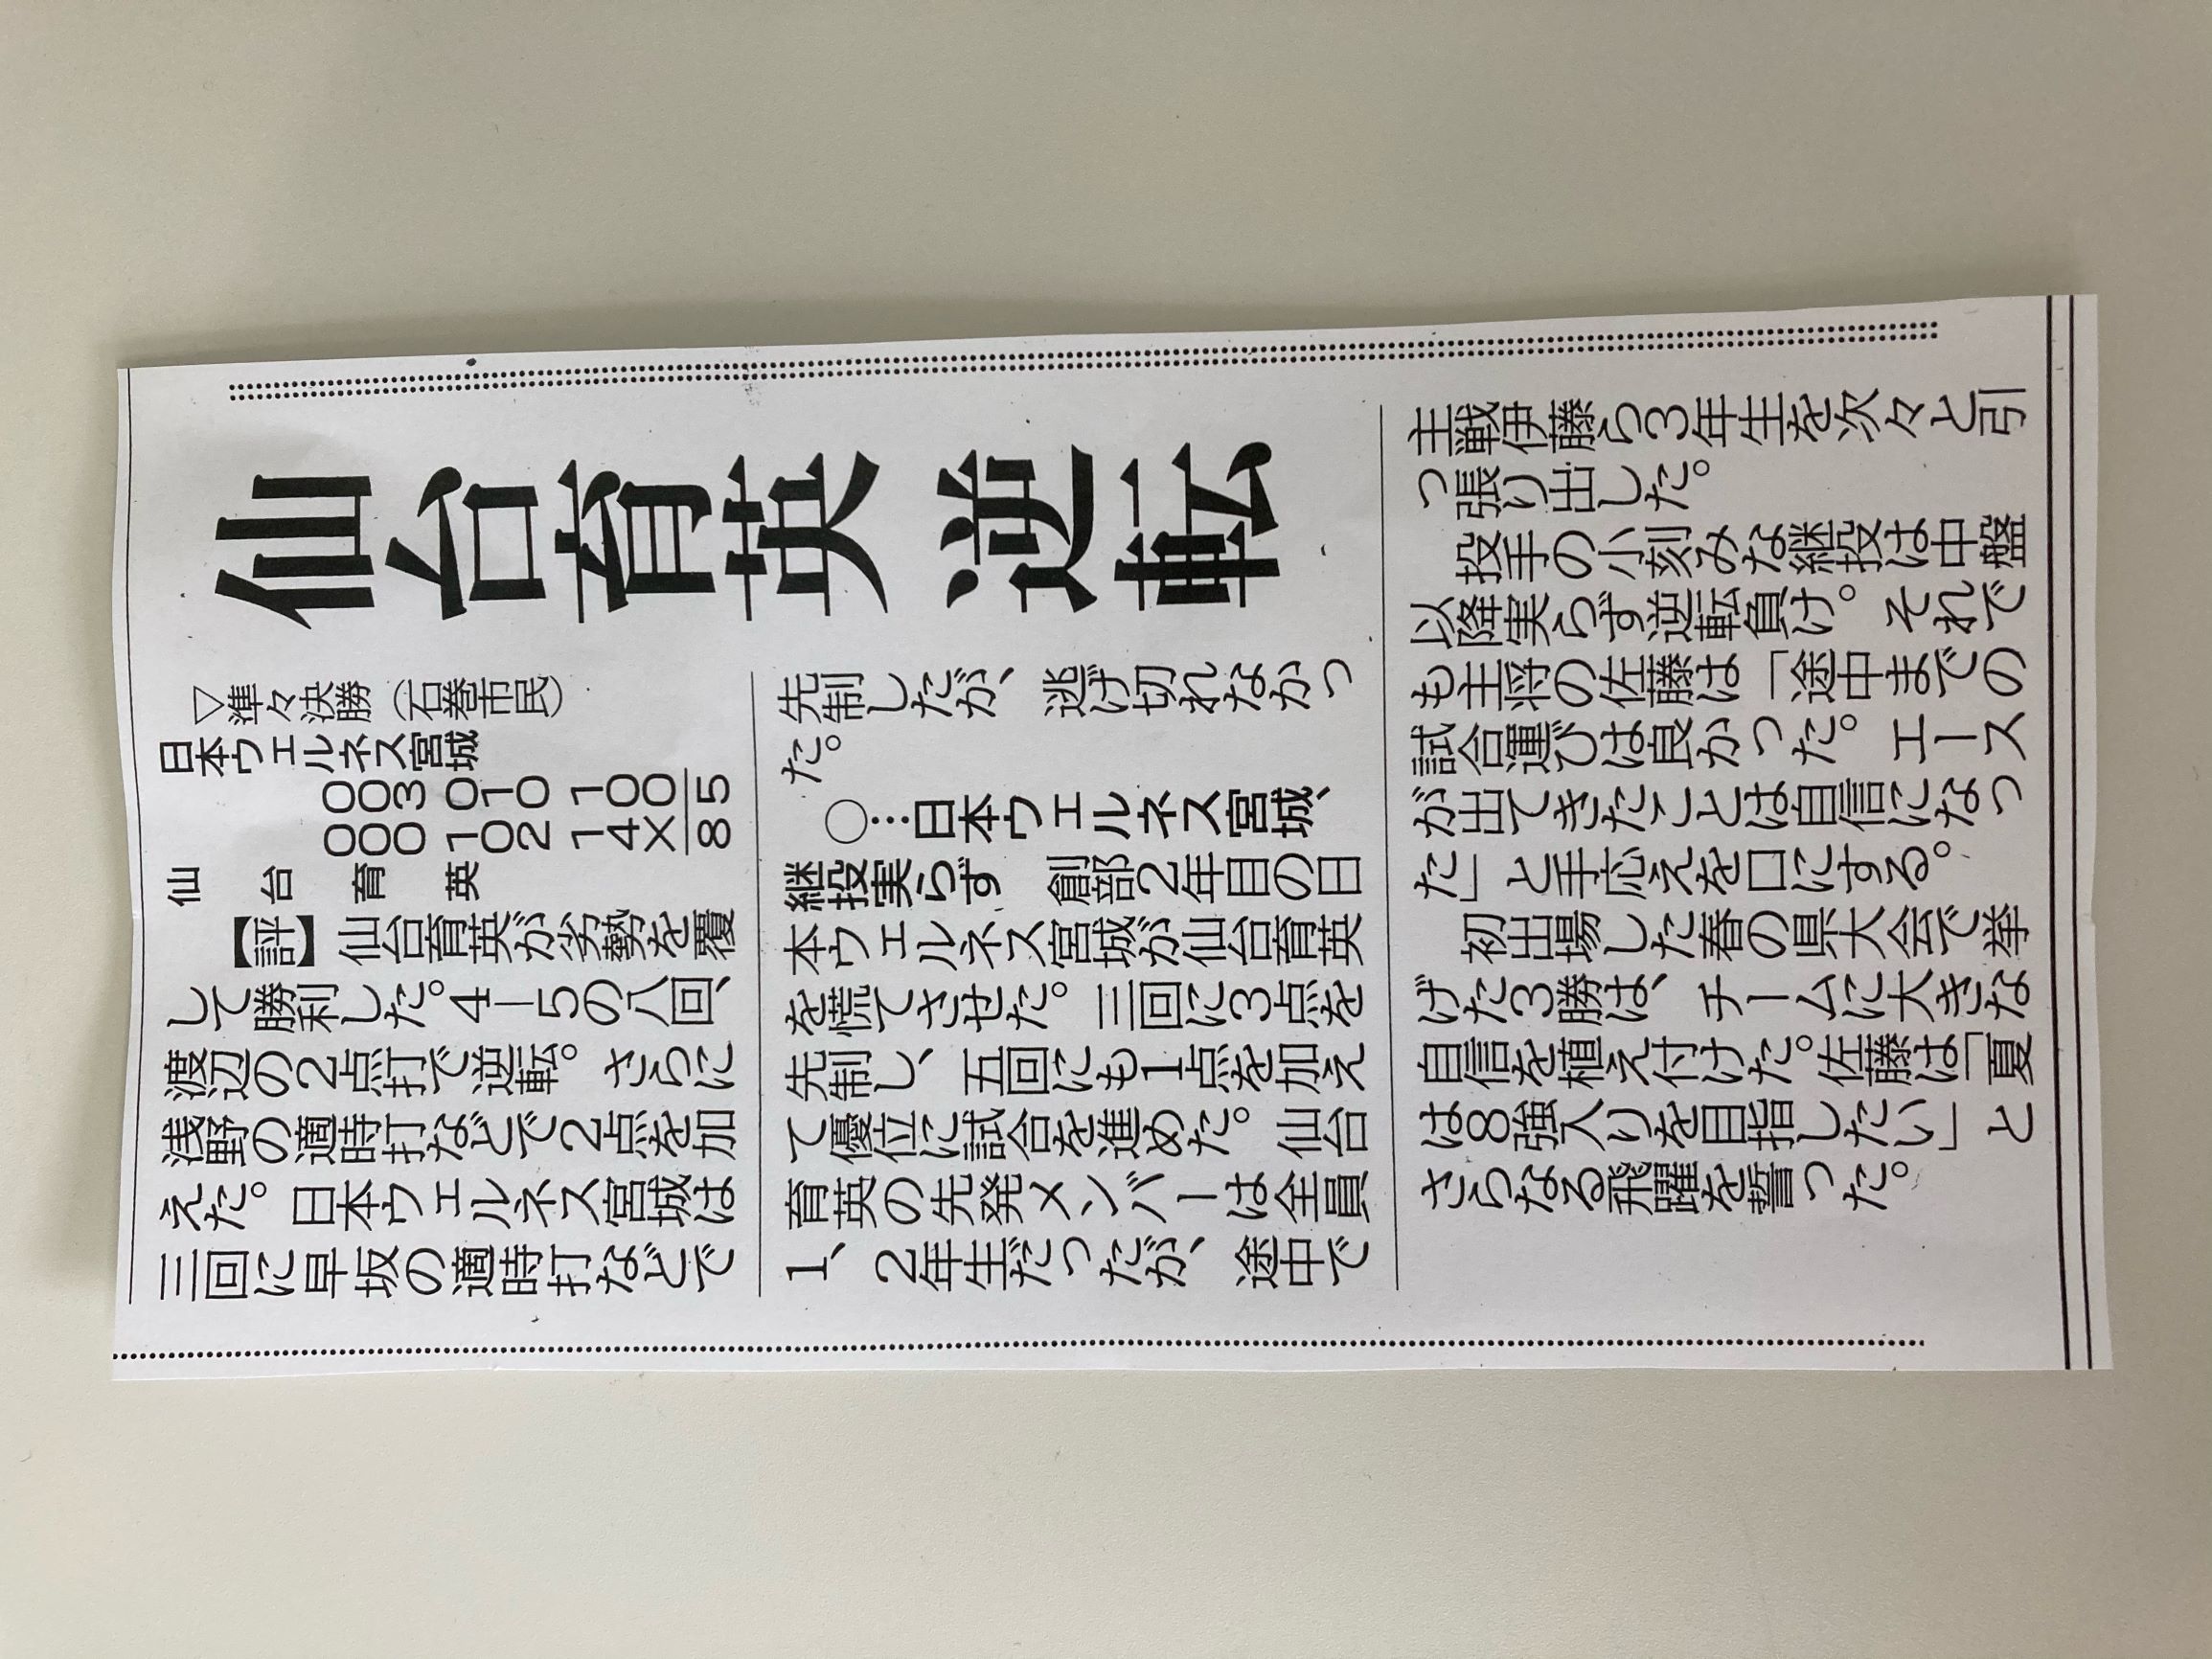 仙台育英 逆転
▽準々決勝（石巻市民）
日本ウェルネス宮城
003 010 100 5
000 102 14× 8
仙台育英
【評】仙台育英が劣勢を覆
して勝利した。4―5の八回、
渡辺の2点打で逆転。さらに
浅野の適時打などで2点を加
えた。日本ウェルネス宮城は
三回に早坂の適時打などで
先制したが、逃げ切れなかっ
た。
○…日本ウェルネス宮城、
継投実らず 創部2年目の日
本ウェルネス宮城が仙台育英
を慌てさせた。三回に3点を
先制し、五回にも1点を加え
て優位に試合を進めた。仙台
育英の先発メンバーは全員
1、2年生だったが、途中で
主戦伊藤ら3年生を次々と引
っ張り出した。
投手の小刻みな継投は中盤
以降実らず逆転負け。それで
も主将の佐藤は「途中までの
試合運びは良かった。エース
が出てきたことは自信になっ
た」と手応えを口にする。
初出場した春の県大会で挙
げた3勝は、チームに大きな
自信を植え付けた。佐藤は「夏
は8強入りを目指したい」と
さらなる飛躍を誓った。